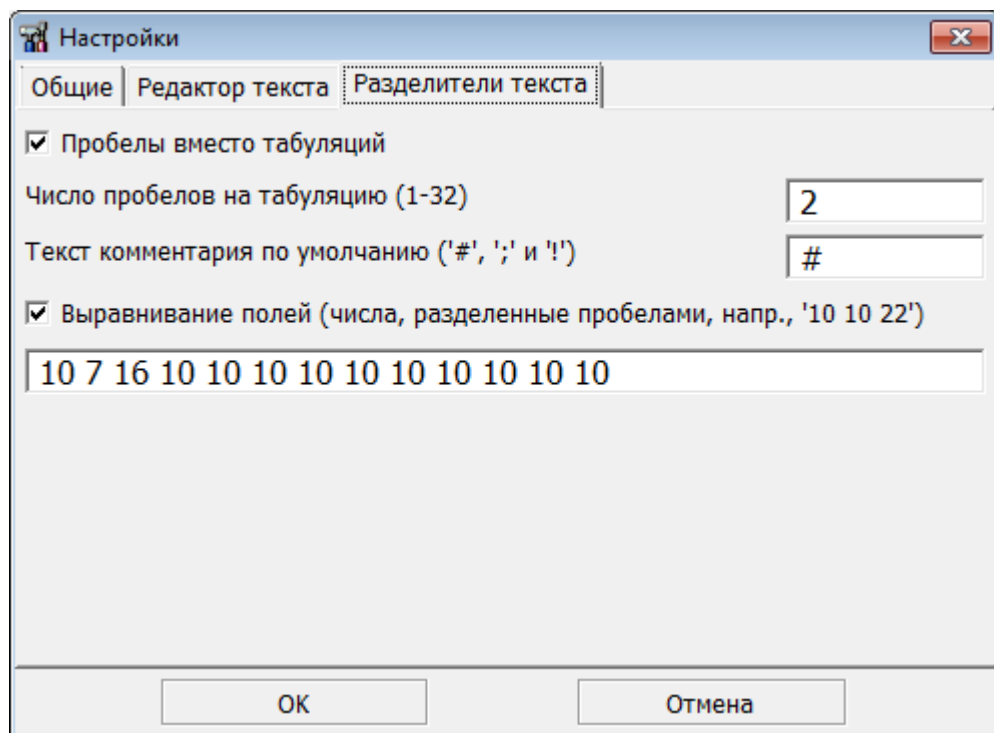 Настройки
Общие Редактор текста Разделители текста
Пробелы вместо табуляций
Число пробелов на табуляцию (1-32) 2
Текст комментария по умолчанию ('#', ';' и '!') #
Выравнивание полей (числа, разделенные пробелами, напр., '10 10 22')
10 7 16 10 10 10 10 10 10 10 10 10 10
OK Отмена